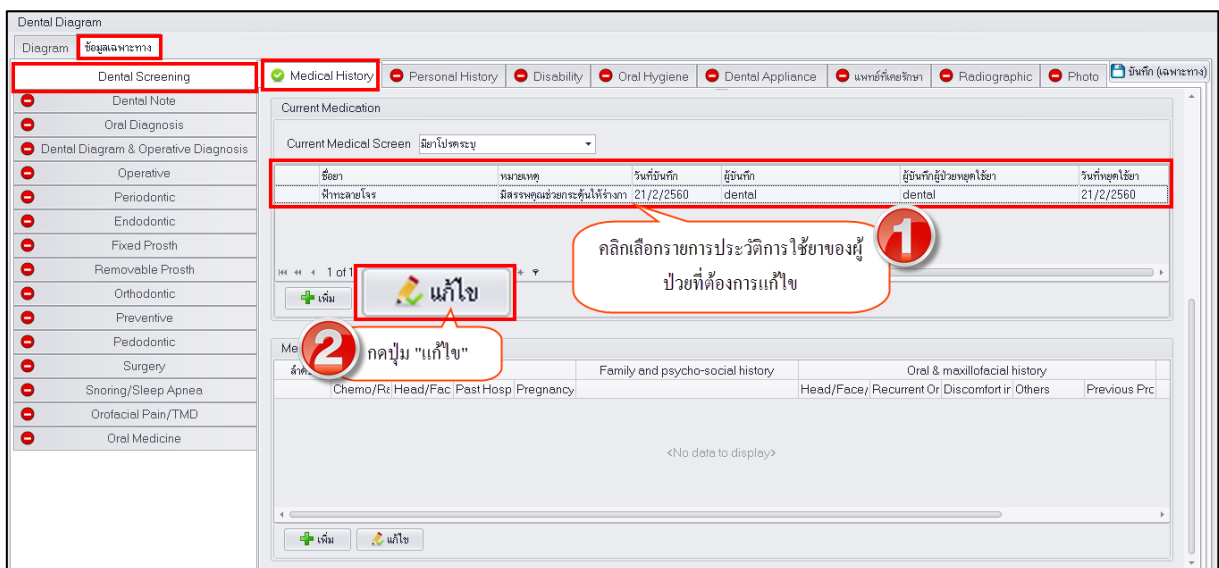 Dental Diagram
Diagram ข้อมูลเฉพาะทาง
Dental Screening
Dental Note
Oral Diagnosis
Dental Diagram & Operative Diagnosis
Operative
Periodontic
Endodontic
Fixed Prosth
Removable Prosth
Orthodontic
Preventive
Pedodontic
Surgery
Snoring/Sleep Apnea
Orofacial Pain/TMD
Oral Medicine
Medical History Personal History Disability Oral Hygiene Dental Appliance แพทย์ที่เคยรักษา Radiographic Photo บันทึก (เฉพาะทาง)
Current Medication
Current Medical Screen มียาโปรดระบุ
ชื่อยา หมายเหตุ วันที่บันทึก ผู้บันทึก ผู้บันทึกผู้ป่วยหยุดใช้ยา วันที่หยุดใช้ยา
ฟ้าทะลายโจร มีสรรพคุณช่วยกระตุ้นให้ร่างกา 21/2/2560 dental dental 21/2/2560
คลิกเลือกรายการประวัติการใช้ยาของผู้
ป่วยที่ต้องการแก้ไข
1
1 of 1
เพิ่ม
แก้ไข
2
กดปุ่ม "แก้ไข"
Me
ลำดั Family and psycho-social history Oral & maxillofacial history
Chemo/Ra Head/Fac Past Hosp Pregnancy Head/Face/ Recurrent Or Discomfort ir Others Previous Prc
<No data to display>
เพิ่ม แก้ไข